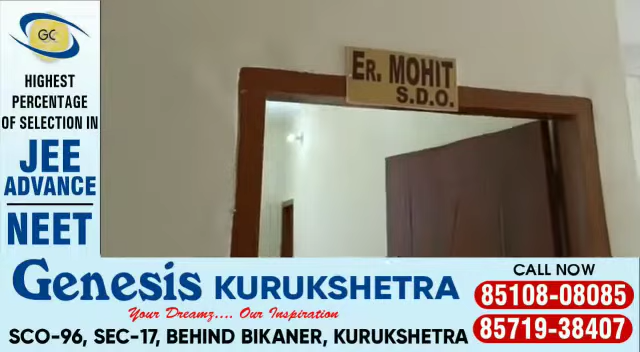 GC
HIGHEST
PERCENTAGE
OF SELECTION IN
JEE
ADVANCE
NEET
ER. MOHIT
S.D.O.
Genesis KURUKSHETRA
Your Dreamz.... Our Inspiration
SCO-96, SEC-17, BEHIND BIKANER, KURUKSHETRA
CALL NOW
85108-08085
85719-38407